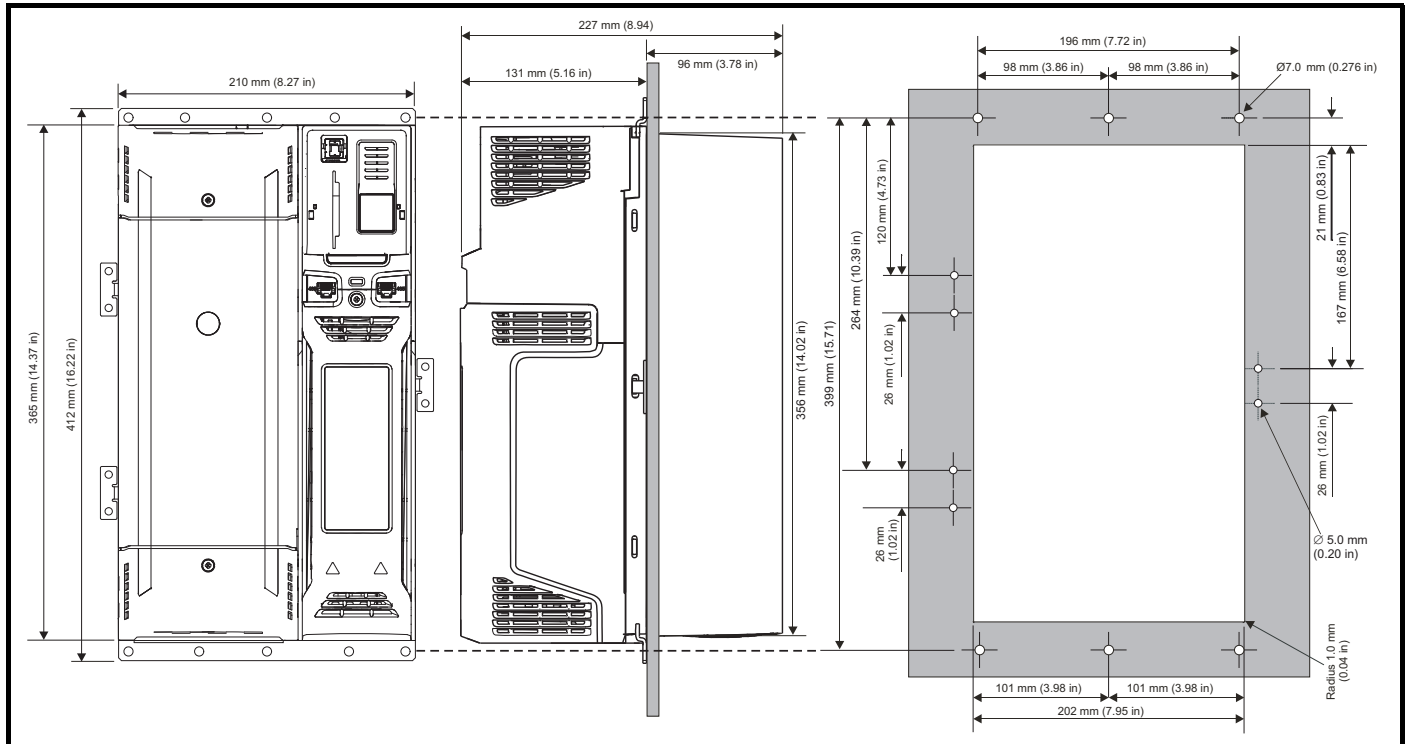 227 mm (8.94)
96 mm (3.78 in)
131 mm (5.16 in)
210 mm (8.27 in)
365 mm (14.37 in)
412 mm (16.22 in)
356 mm (14.02 in)
399 mm (15.71)
264 mm (10.39 in)
120 mm (4.73 in)
26 mm (1.02 in)
26 mm
(1.02 in)
196 mm (7.72 in)
98 mm (3.86 in)
98 mm (3.86 in)
Ø7.0 mm (0.276 in)
21 mm (0.83 in)
167 mm (6.58 in)
26 mm (1.02 in)
∅ 5.0 mm
(0.20 in)
Radius 1.0 mm
(0.04 in)
101 mm (3.98 in)
101 mm (3.98 in)
202 mm (7.95 in)